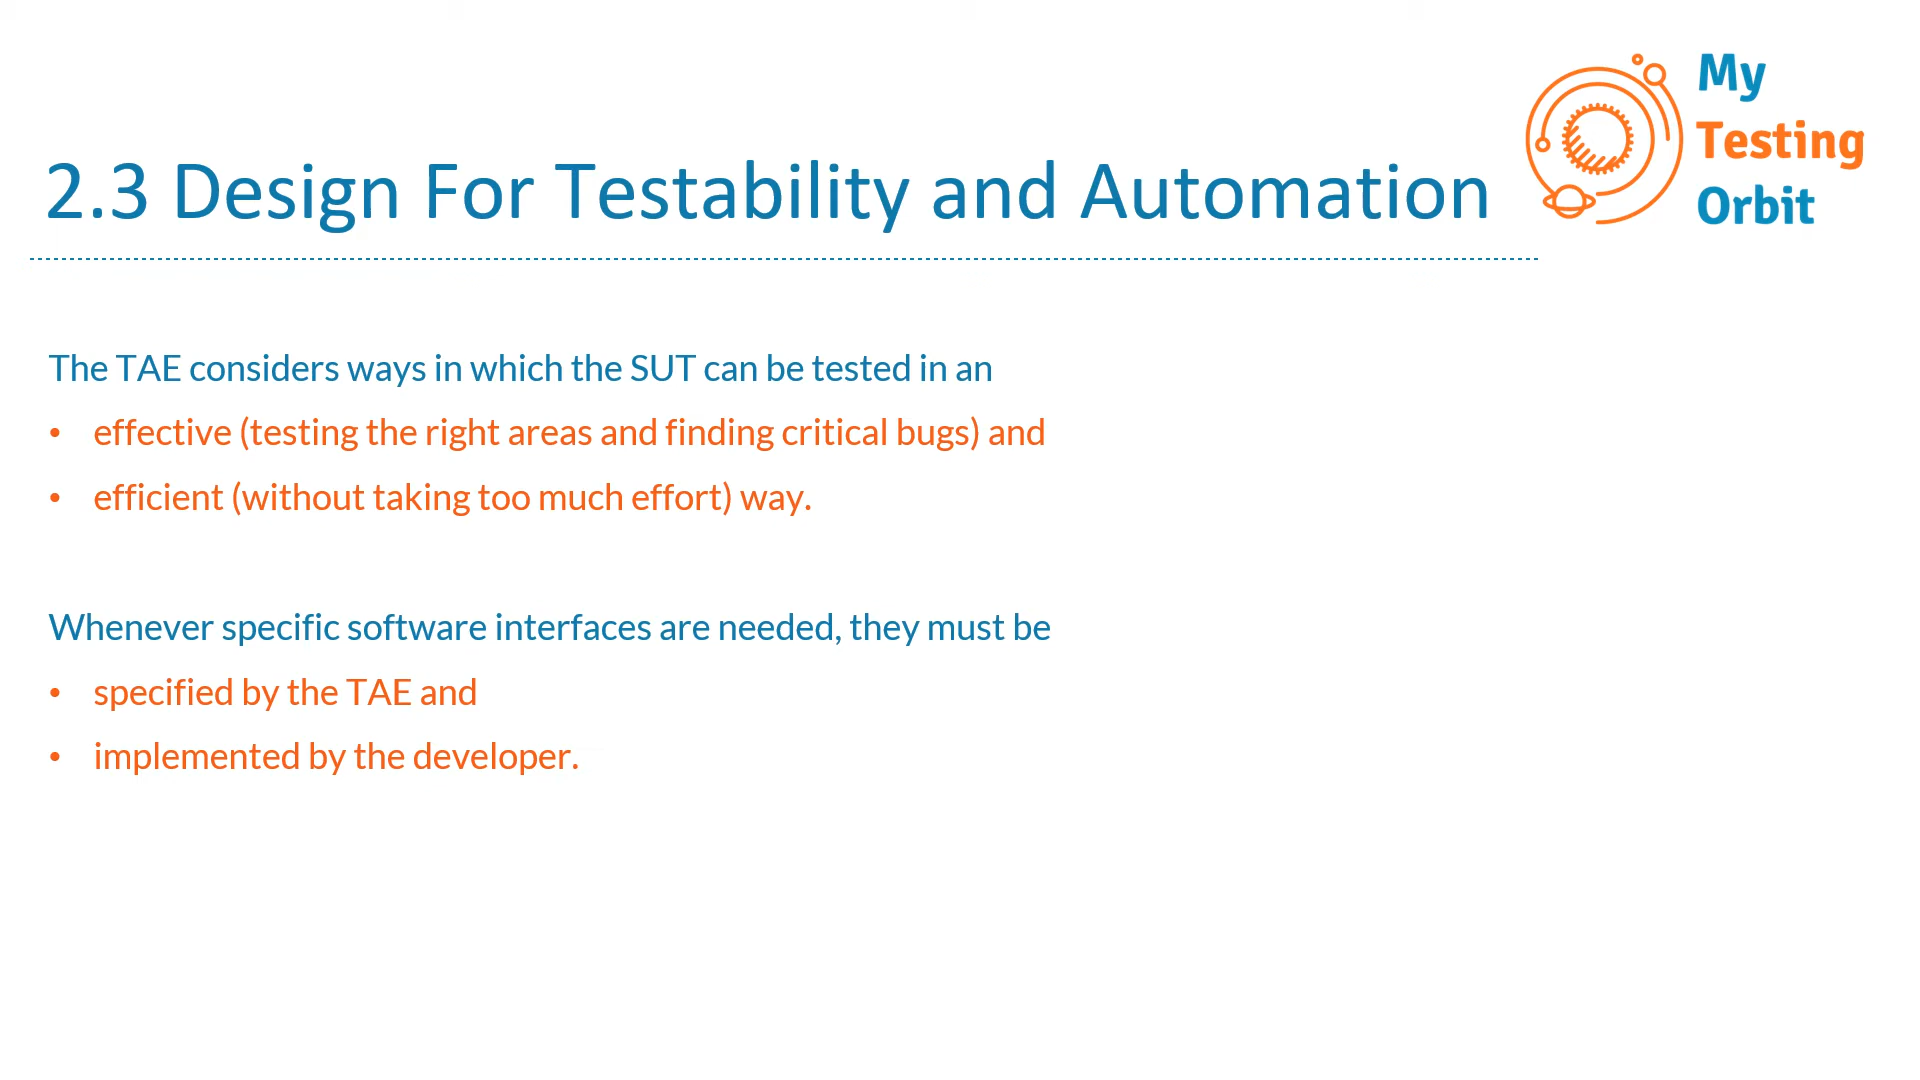 My
Testing
Orbit
2.3 Design For Testability and Automation
The TAE considers ways in which the SUT can be tested in an
• effective (testing the right areas and finding critical bugs) and
• efficient (without taking too much effort) way.
Whenever specific software interfaces are needed, they must be
• specified by the TAE and
• implemented by the developer.